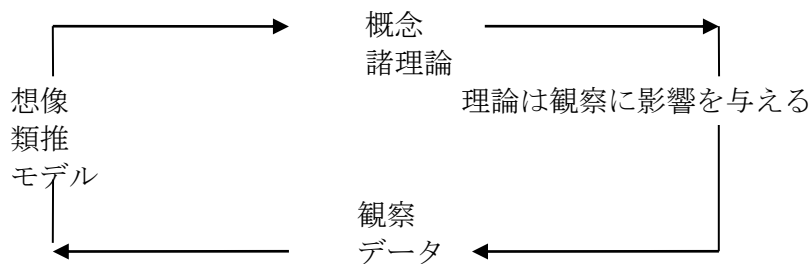 概念
諸理論
想像
類推
モデル
理論は観察に影響を与える
観察
データ